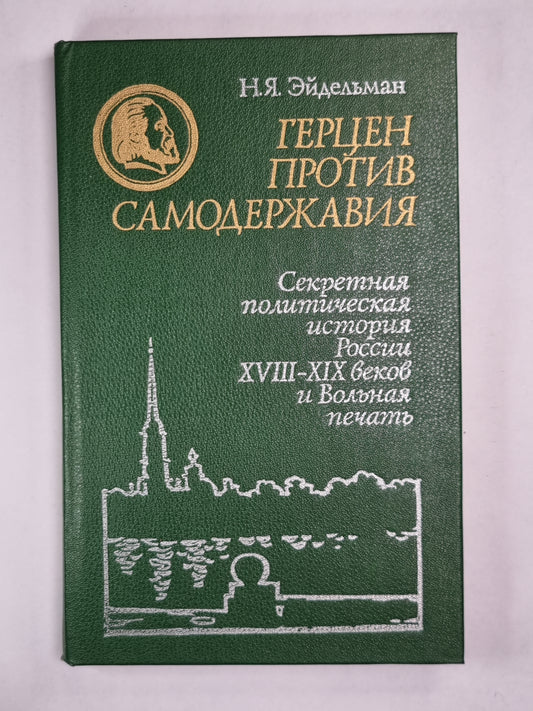 Н.Я. Эйдельман
ГЕРЦЕН
ПРОТИВ
САМОДЕРЖАВИЯ
Секретная
политическая
история
России
XVIII–XIX веков
и Вольная
печать